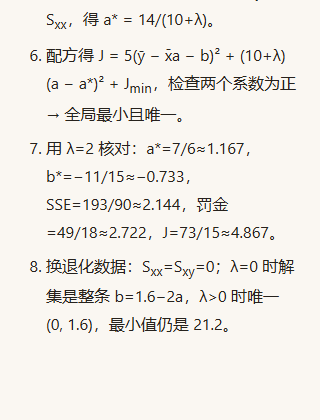 Sₓₓ，得 a* = 14/(10+λ)。
6. 配方得 J = 5(ȳ − x̄a − b)² + (10+λ)
(a − a*)² + Jmin，检查两个系数为正
→ 全局最小且唯一。
7. 用 λ=2 核对：a*=7/6≈1.167，
b*=−11/15≈−0.733，
SSE=193/90≈2.144，罚金
=49/18≈2.722，J=73/15≈4.867。
8. 换退化数据：Sxx=Sxy=0；λ=0 时解
集是整条 b=1.6−2a，λ>0 时唯一
(0, 1.6)，最小值仍是 21.2。